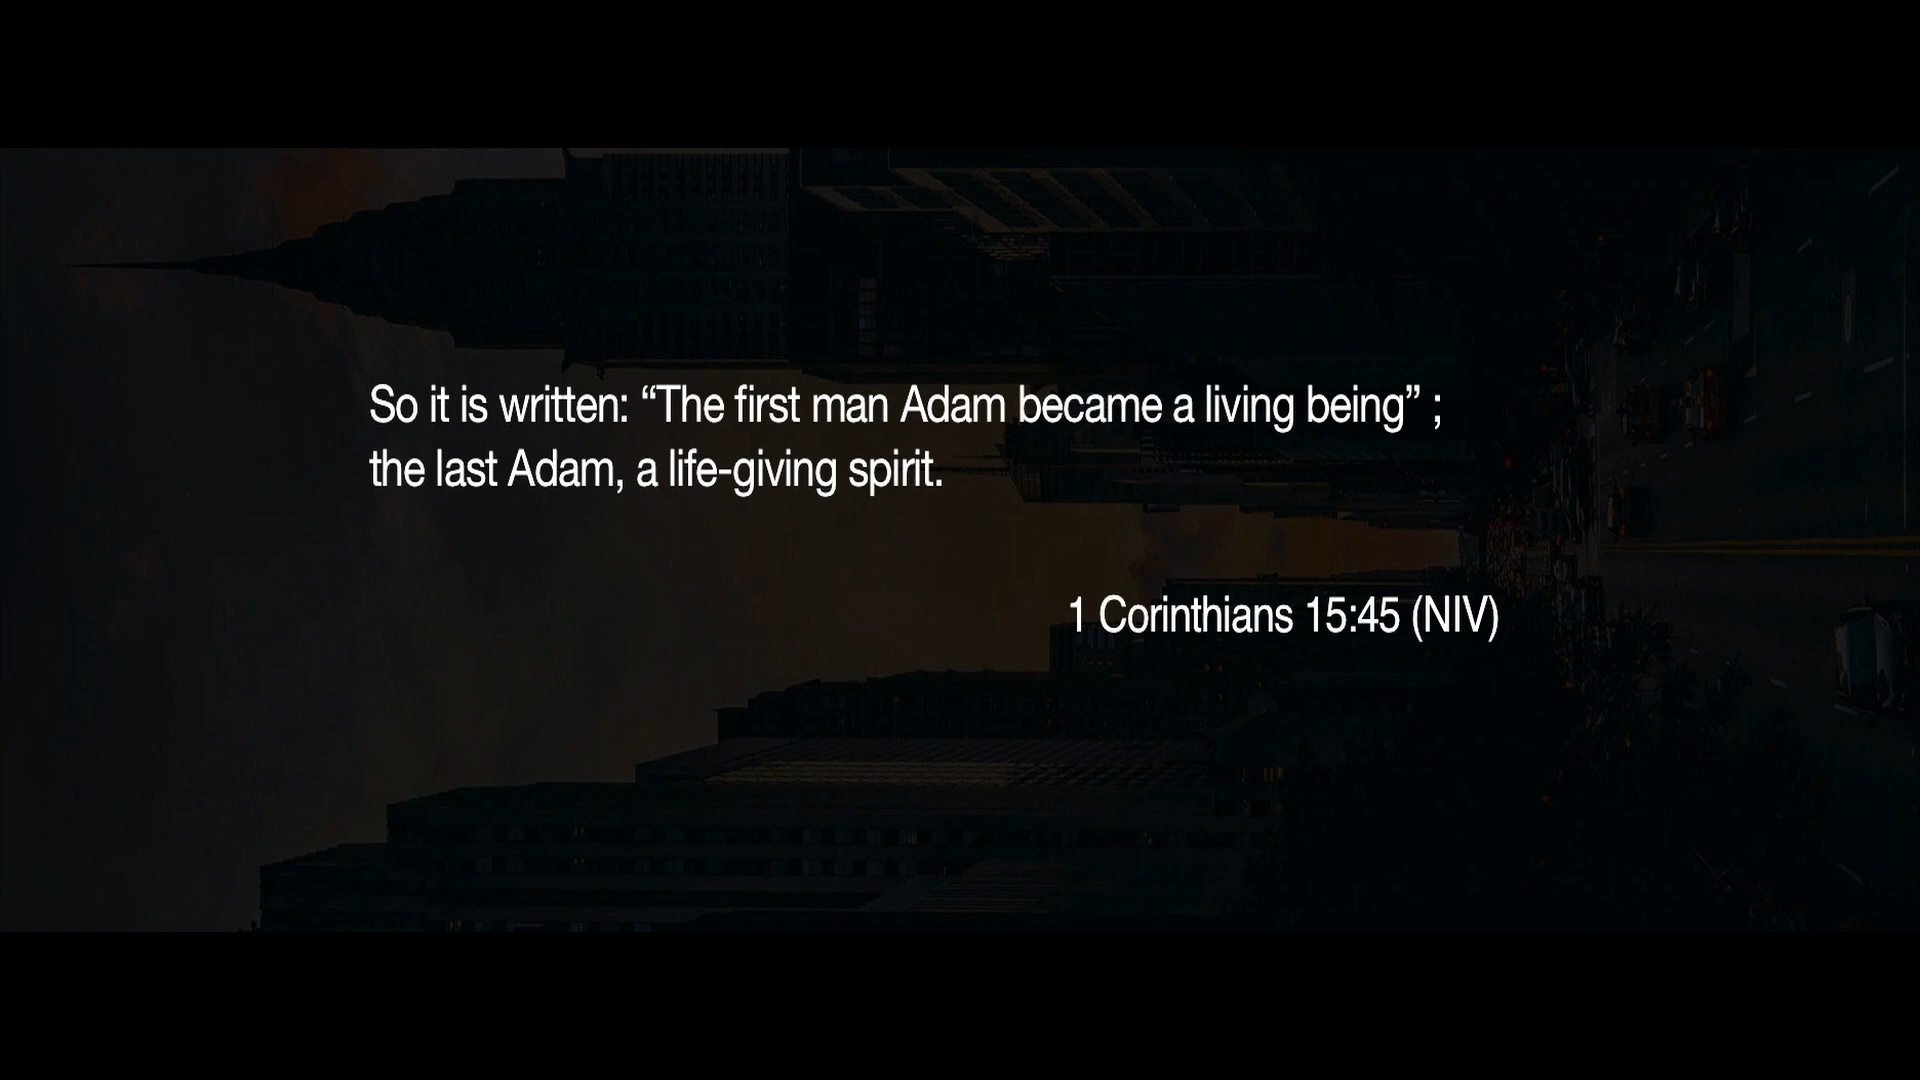 So it is written: “The first man Adam became a living being” ;
the last Adam, a life-giving spirit.
1 Corinthians 15:45 (NIV)